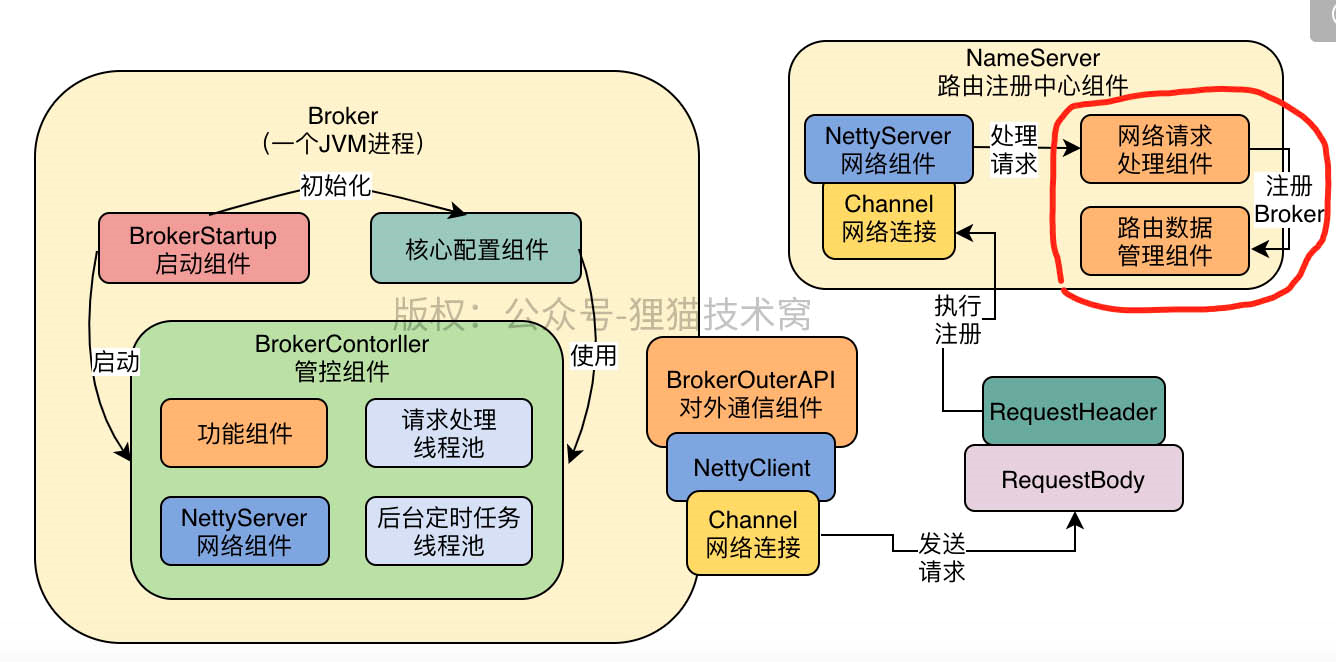 Broker
（一个JVM进程）
初始化
BrokerStartup
启动组件
核心配置组件
启动
使用
BrokerContorller
管控组件
功能组件
请求处理
线程池
NettyServer
网络组件
后台定时任务
线程池
版权：公众号-狸猫技术窝
BrokerOuterAPI
对外通信组件
NettyClient
Channel
网络连接
发送
请求
RequestHeader
RequestBody
执行
注册
NameServer
路由注册中心组件
NettyServer
网络组件
Channel
网络连接
处理
请求
网络请求
处理组件
注册
Broker
路由数据
管理组件